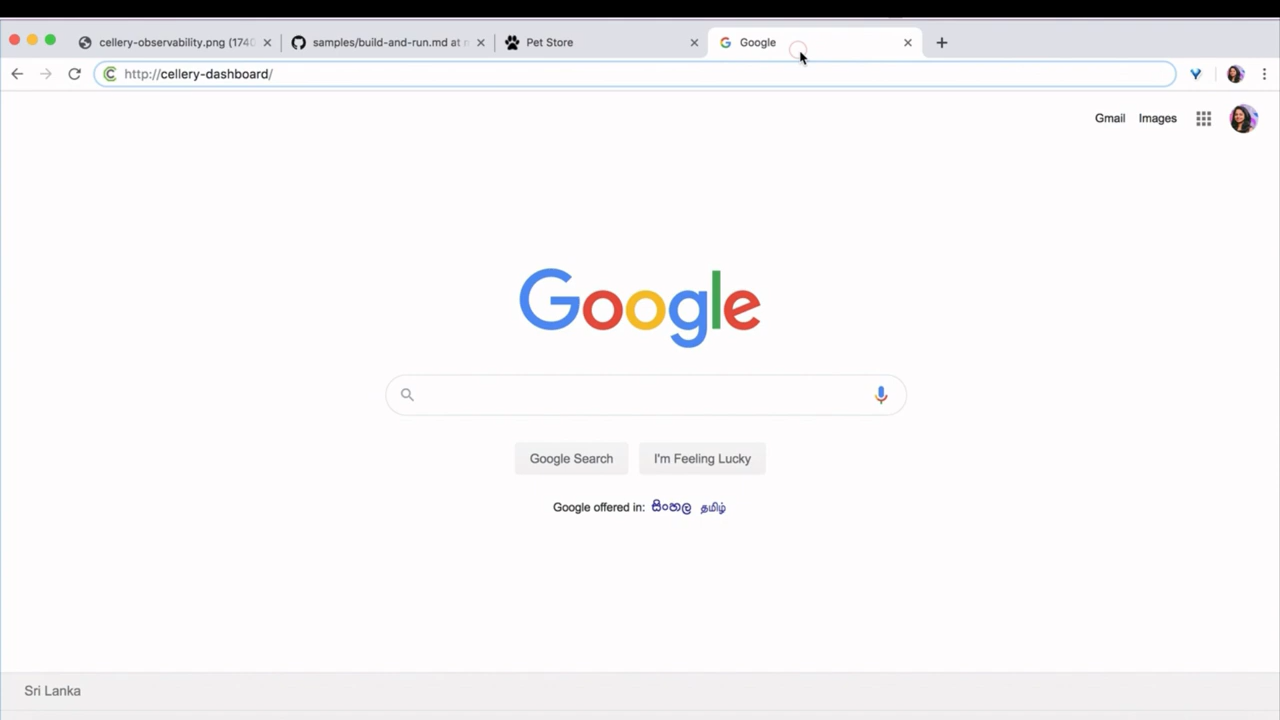 cellery-observability.png (1740
samples/build-and-run.md at m
Pet Store
Google
http://cellery-dashboard/
Gmail
Images
Google
Google Search
I'm Feeling Lucky
Google offered in: සිංහල தமிழ்
Sri Lanka